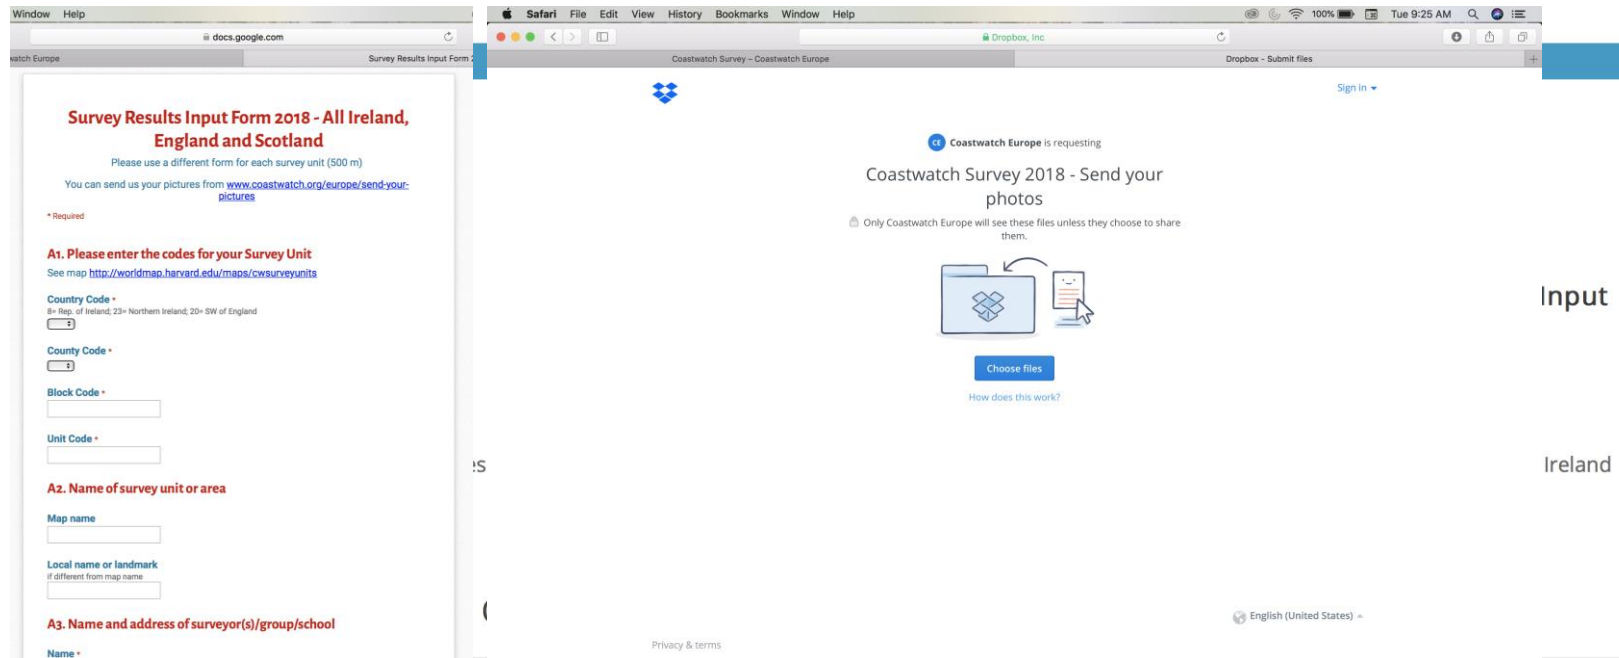 Window Help
docs.google.com
watch Europe
Survey Results Input Form 2
Survey Results Input Form 2018 - All Ireland,
England and Scotland
Please use a different form for each survey unit (500 m)
You can send us your pictures from www.coastwatch.org/europe/send-your-
pictures
* Required
A1. Please enter the codes for your Survey Unit
See map http://worldmap.harvard.edu/maps/cwsurveyunits
Country Code *
8= Rep. of Ireland; 23= Northern Ireland; 20= SW of England
County Code *
Block Code *
Unit Code *
A2. Name of survey unit or area
Map name
Local name or landmark
if different from map name
A3. Name and address of surveyor(s)/group/school
Name *
Safari File Edit View History Bookmarks Window Help
100% Tue 9:25 AM
Dropbox, Inc
Coastwatch Survey – Coastwatch Europe
Dropbox - Submit files
Sign in
CE Coastwatch Europe is requesting
Coastwatch Survey 2018 - Send your
photos
Only Coastwatch Europe will see these files unless they choose to share
them.
Choose files
How does this work?
English (United States)
Privacy & terms
Input
Ireland